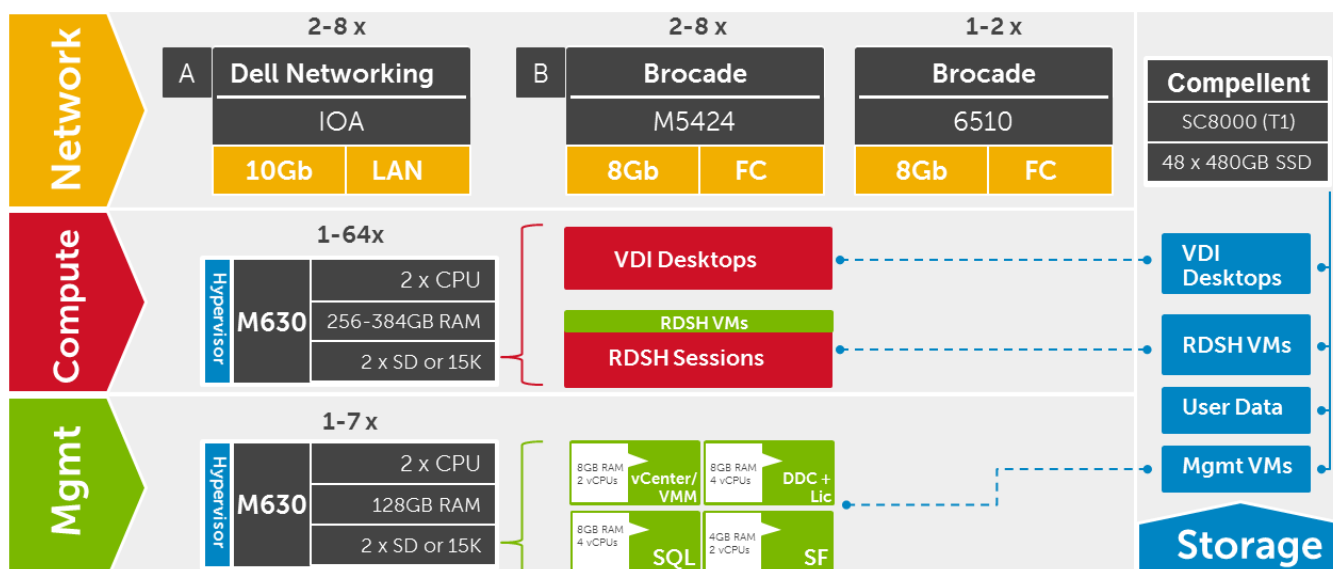 Network
2-8 x
A
Dell Networking
IOA
10Gb
LAN
2-8 x
B
Brocade
M5424
8Gb
FC
1-2 x
Brocade
6510
8Gb
FC
Compellent
SC8000 (T1)
48 x 480GB SSD
Compute
1-64x
Hypervisor
M630
2 x CPU
256-384GB RAM
2 x SD or 15K
VDI Desktops
RDSH VMs
RDSH Sessions
VDI
Desktops
RDSH VMs
User Data
Mgmt VMs
Storage
Mgmt
1-7 x
Hypervisor
M630
2 x CPU
128GB RAM
2 x SD or 15K
8GB RAM
2 vCPUs
vCenter/
VMM
8GB RAM
4 vCPUs
DDC +
Lic
8GB RAM
4 vCPUs
SQL
4GB RAM
2 vCPUs
SF